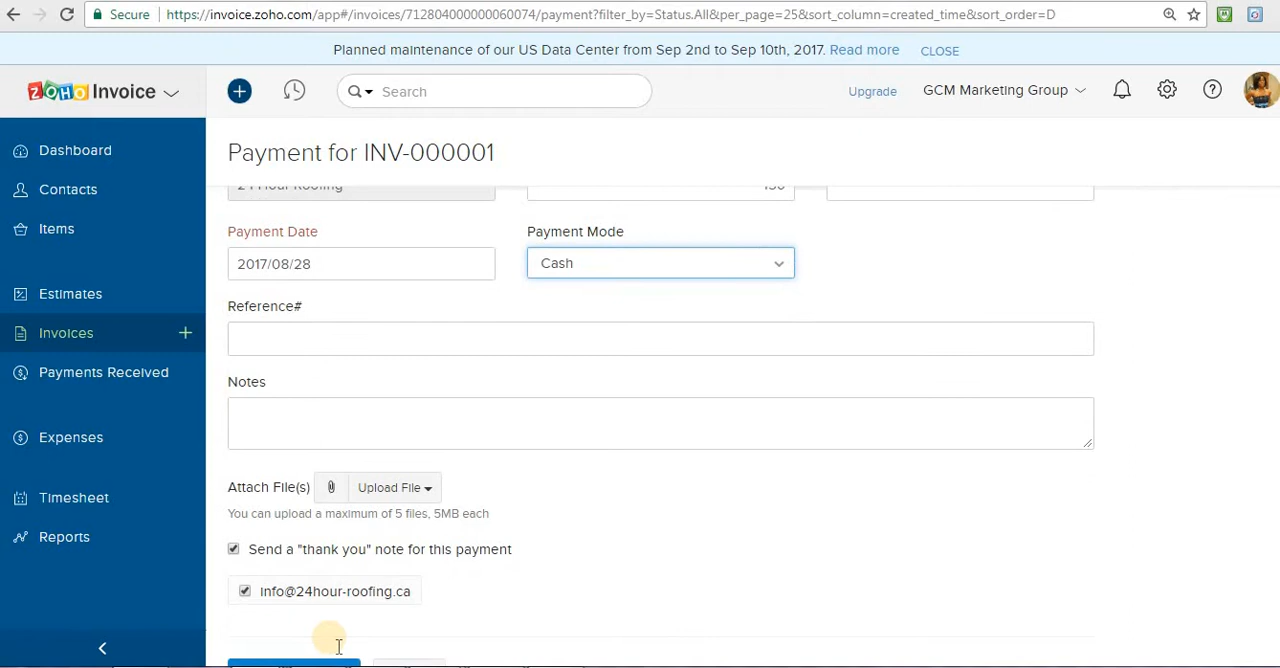 Secure
https://invoice.zoho.com/app#/invoices/712804000000060074/payment?filter_by=Status.All&per_page=25&sort_column=created_time&sort_order=D
Planned maintenance of our US Data Center from Sep 2nd to Sep 10th, 2017. Read more CLOSE
ZOHO Invoice
Search
Upgrade
GCM Marketing Group
Dashboard
Contacts
Items
Estimates
Invoices
Payments Received
Expenses
Timesheet
Reports
Payment for INV-000001
24 Hour Roofing
Payment Date
Payment Mode
2017/08/28
Cash
Reference#
Notes
Attach File(s)
Upload File
You can upload a maximum of 5 files, 5MB each
Send a "thank you" note for this payment
info@24hour-roofing.ca